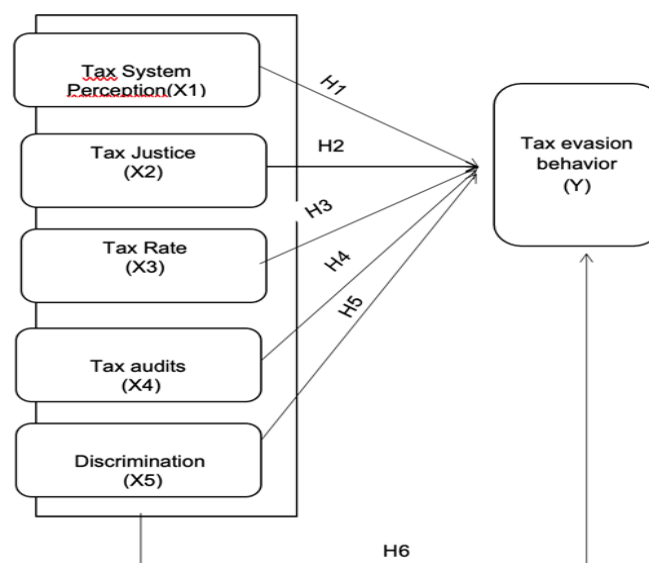 Tax System
Perception(X1)
H1
Tax Justice
(X2)
H2
Tax Rate
(X3)
H3
Tax audits
(X4)
H4
Discrimination
(X5)
H5
Tax evasion
behavior
(Y)
H6